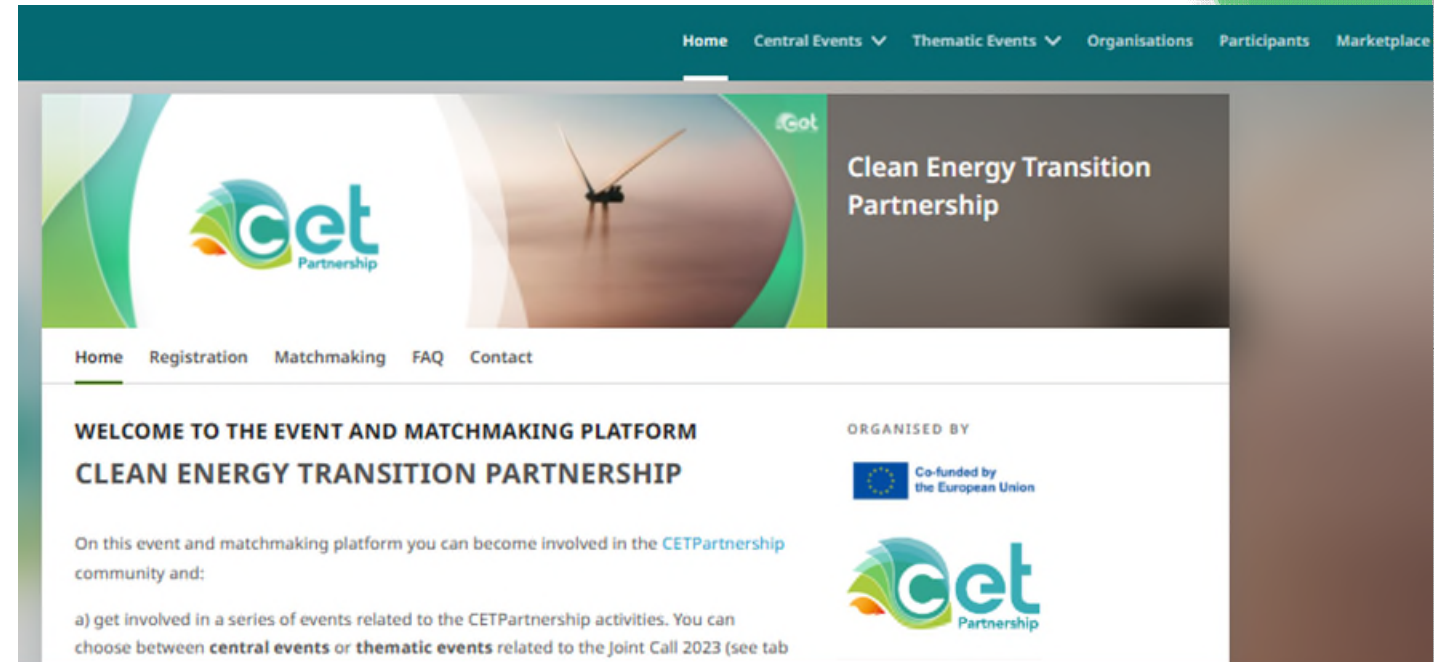 Home Central Events Thematic Events Organisations Participants Marketplace
cet
cet
Partnership
Clean Energy Transition
Partnership
Home Registration Matchmaking FAQ Contact
WELCOME TO THE EVENT AND MATCHMAKING PLATFORM
CLEAN ENERGY TRANSITION PARTNERSHIP
On this event and matchmaking platform you can become involved in the CETPartnership
community and:
a) get involved in a series of events related to the CETPartnership activities. You can
choose between central events or thematic events related to the Joint Call 2023 (see tab
ORGANISED BY
Co-funded by
the European Union
cet
Partnership